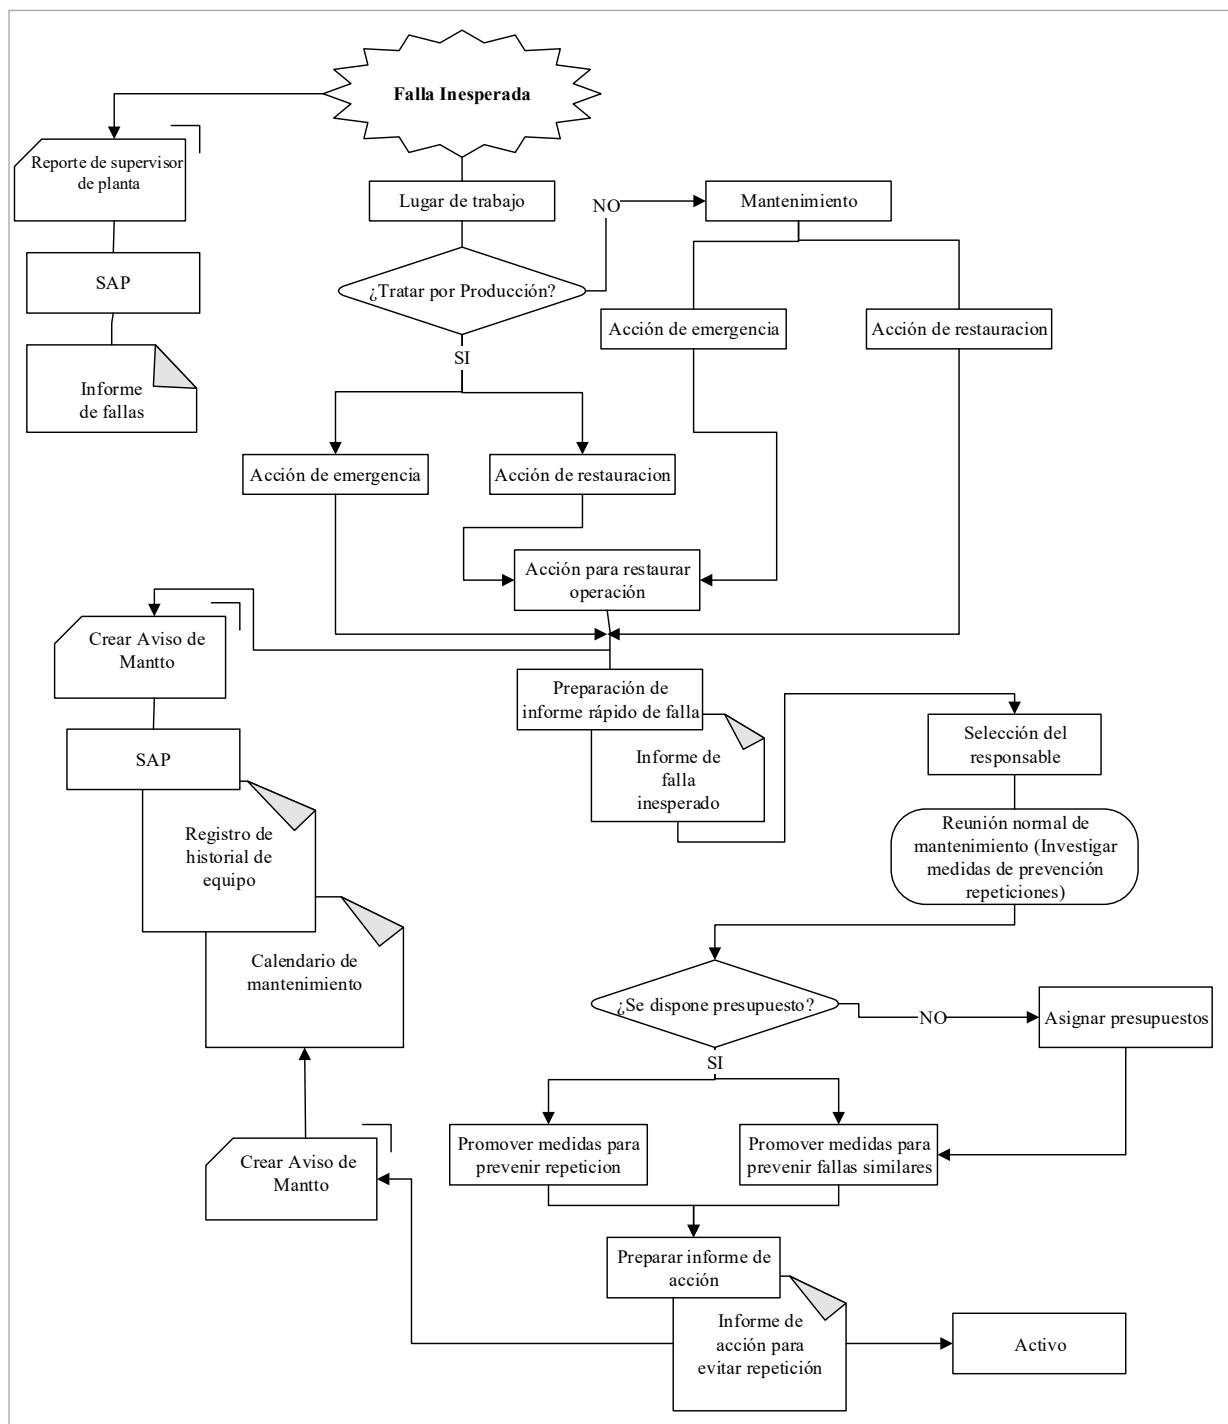 Falla Inesperada
Reporte de supervisor
de planta
Lugar de trabajo
NO
Mantenimiento
SAP
¿Tratar por Producción?
Acción de emergencia
Acción de restauracion
SI
Informe
de fallas
Acción de emergencia
Acción de restauracion
Acción para restaurar
operación
Crear Aviso de
Mantto
Preparación de
informe rápido de falla
Selección del
responsable
SAP
Informe de
falla
inesperado
Registro de
historial de
equipo
Reunión normal de
mantenimiento (Investigar
medidas de prevención
repeticiones)
Calendario de
mantenimiento
¿Se dispone presupuesto?
NO
Asignar presupuestos
SI
Promover medidas para
prevenir repeticion
Promover medidas para
prevenir fallas similares
Crear Aviso de
Mantto
Preparar informe de
acción
Informe de
acción para
evitar repetición
Activo